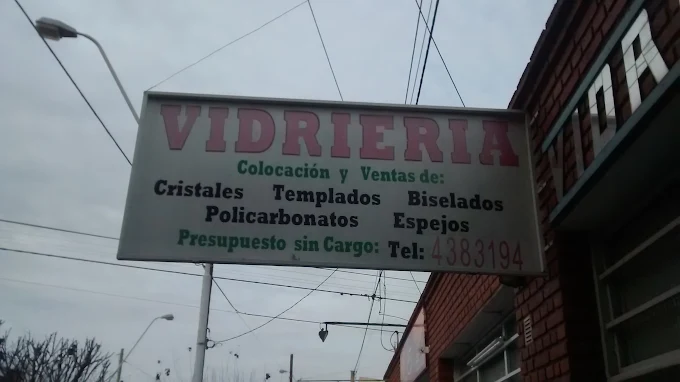 VIDRIERIA
Colocación y Ventas de:
Cristales Templados Biselados
Policarbonatos Espejos
Presupuesto sin Cargo: Tel: 4383194